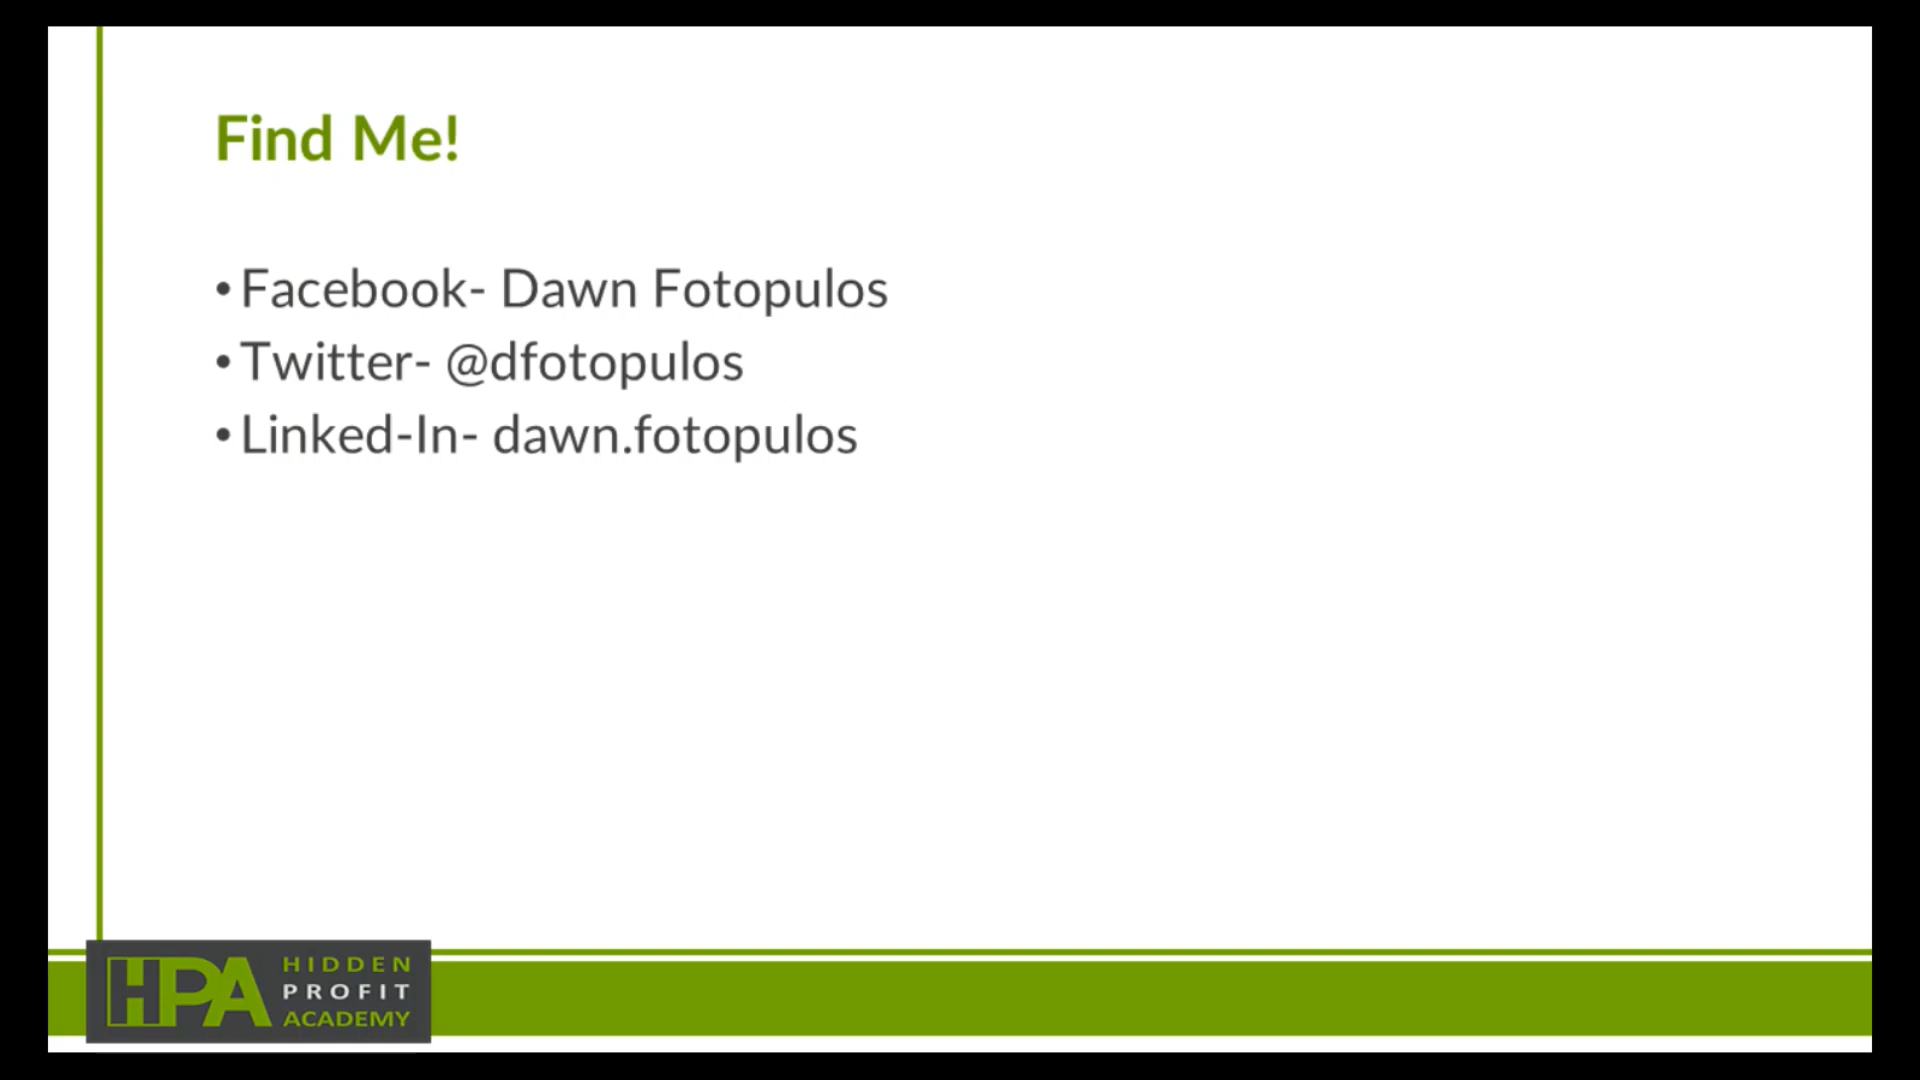 Find Me!
• Facebook- Dawn Fotopulos
• Twitter- @dfotopulos
• Linked-In- dawn.fotopulos
HPA
HIDDEN
PROFIT
ACADEMY